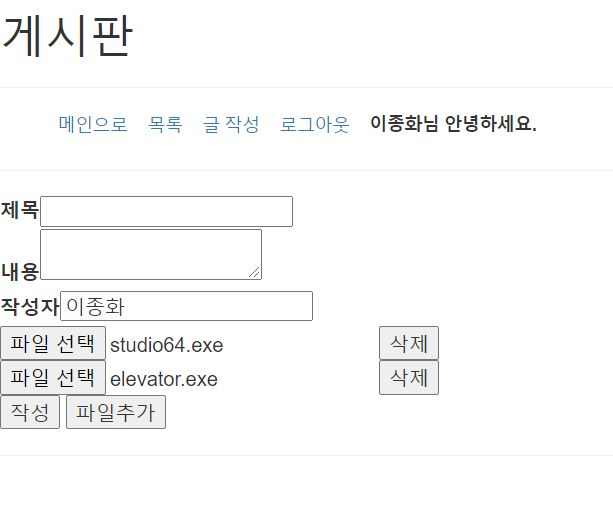 게시판
메인으로 목록 글 작성 로그아웃 이종화님 안녕하세요.
제목
내용
작성자 이종화
파일 선택 studio64.exe 삭제
파일 선택 elevator.exe 삭제
작성 파일추가